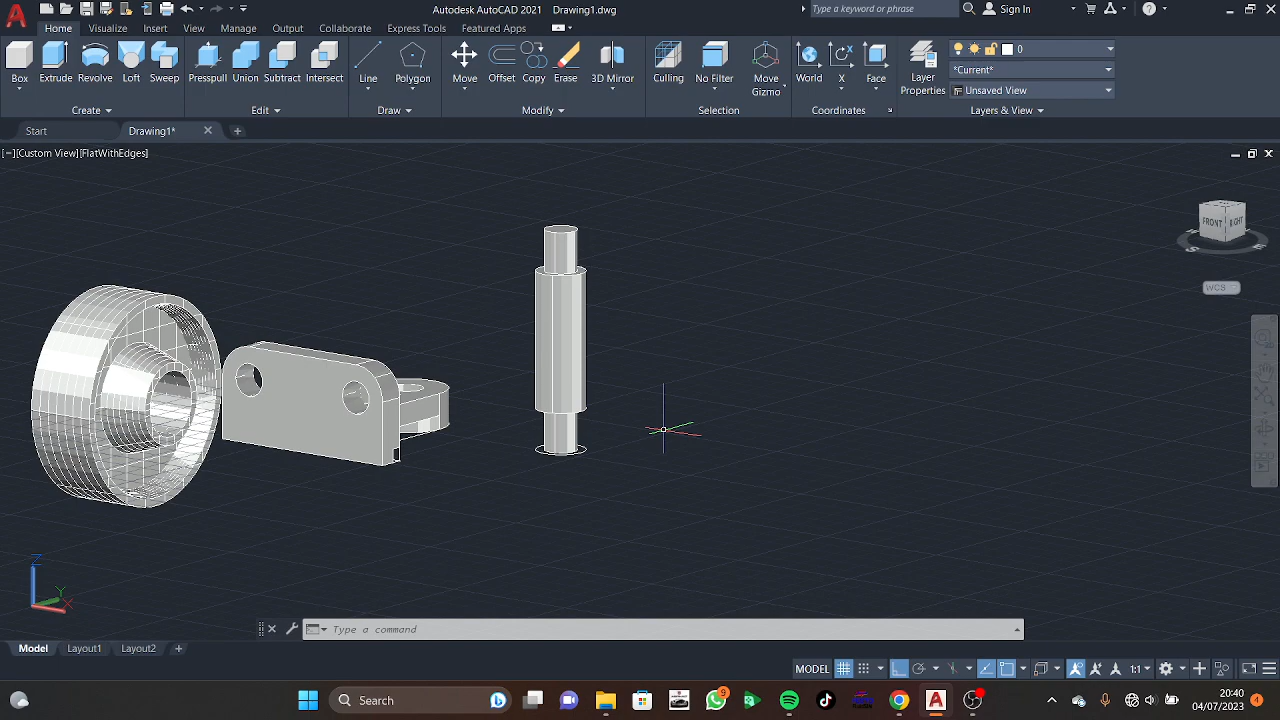 Autodesk AutoCAD 2021 Drawing1.dwg
Type a keyword or phrase
Sign In
Home Visualize Insert View Manage Output Collaborate Express Tools Featured Apps
Box Extrude Revolve Loft Sweep
Presspull Union Subtract Intersect
Line Polygon
Move Offset Copy Erase 3D Mirror
Culling No Filter Move Gizmo
World X Face
Layer Properties
0
*Current*
Unsaved View
Create Edit Draw Modify Selection Coordinates Layers & View
Start Drawing1*
[−][Custom View][FlatWithEdges]
FRONT RIGHT
S E
WCS
Z
Y
X
Type a command
Model Layout1 Layout2
MODEL 1:1
Search
9
20:40
04/07/2023
4